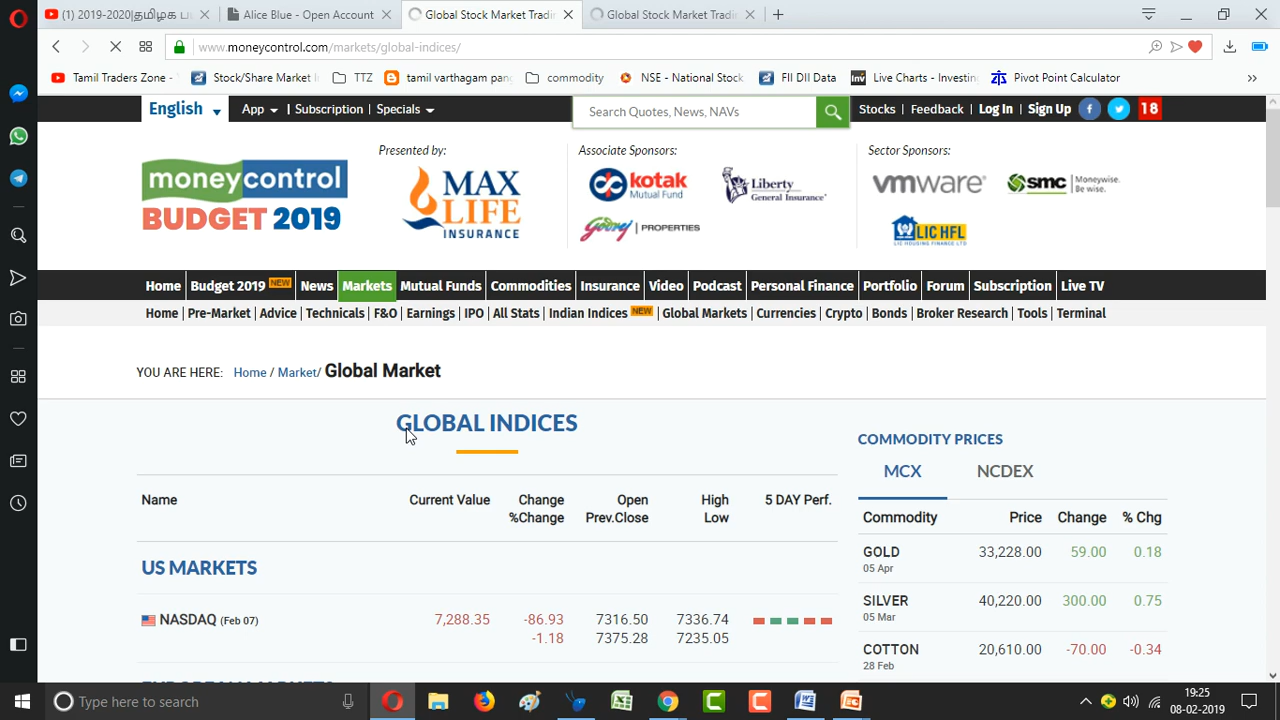 (1) 2019-2020|தமிழக ப
Alice Blue - Open Account
Global Stock Market Tradin
Global Stock Market Tradin
www.moneycontrol.com/markets/global-indices/
Tamil Traders Zone -
Stock/Share Market I
TTZ
tamil varthagam pan
commodity
NSE - National Stock
FII DII Data
Live Charts - Investin
Pivot Point Calculator
English App | Subscription | Specials
Search Quotes, News, NAVs
Stocks | Feedback | Log In | Sign Up 18
Presented by:
Associate Sponsors:
Sector Sponsors:
moneycontrol
BUDGET 2019
MAX
LIFE
INSURANCE
kotak
Mutual Fund
Liberty
General Insurance
Godrej | PROPERTIES
vmware
smc Moneywise.
Be wise.
LIC HFL
LIC HOUSING FINANCE LTD
Home Budget 2019 NEW News Markets Mutual Funds Commodities Insurance Video Podcast Personal Finance Portfolio Forum Subscription Live TV
Home | Pre-Market | Advice | Technicals | F&O | Earnings | IPO | All Stats | Indian Indices NEW | Global Markets | Currencies | Crypto | Bonds | Broker Research | Tools | Terminal
YOU ARE HERE: Home / Market/ Global Market
GLOBAL INDICES
Name Current Value Change Open High 5 DAY Perf.
%Change Prev.Close Low
US MARKETS
NASDAQ (Feb 07) 7,288.35 -86.93 7316.50 7336.74
-1.18 7375.28 7235.05
COMMODITY PRICES
MCX NCDEX
Commodity Price Change % Chg
GOLD 33,228.00 59.00 0.18
05 Apr
SILVER 40,220.00 300.00 0.75
05 Mar
COTTON 20,610.00 -70.00 -0.34
28 Feb
Type here to search
19:25
08-02-2019